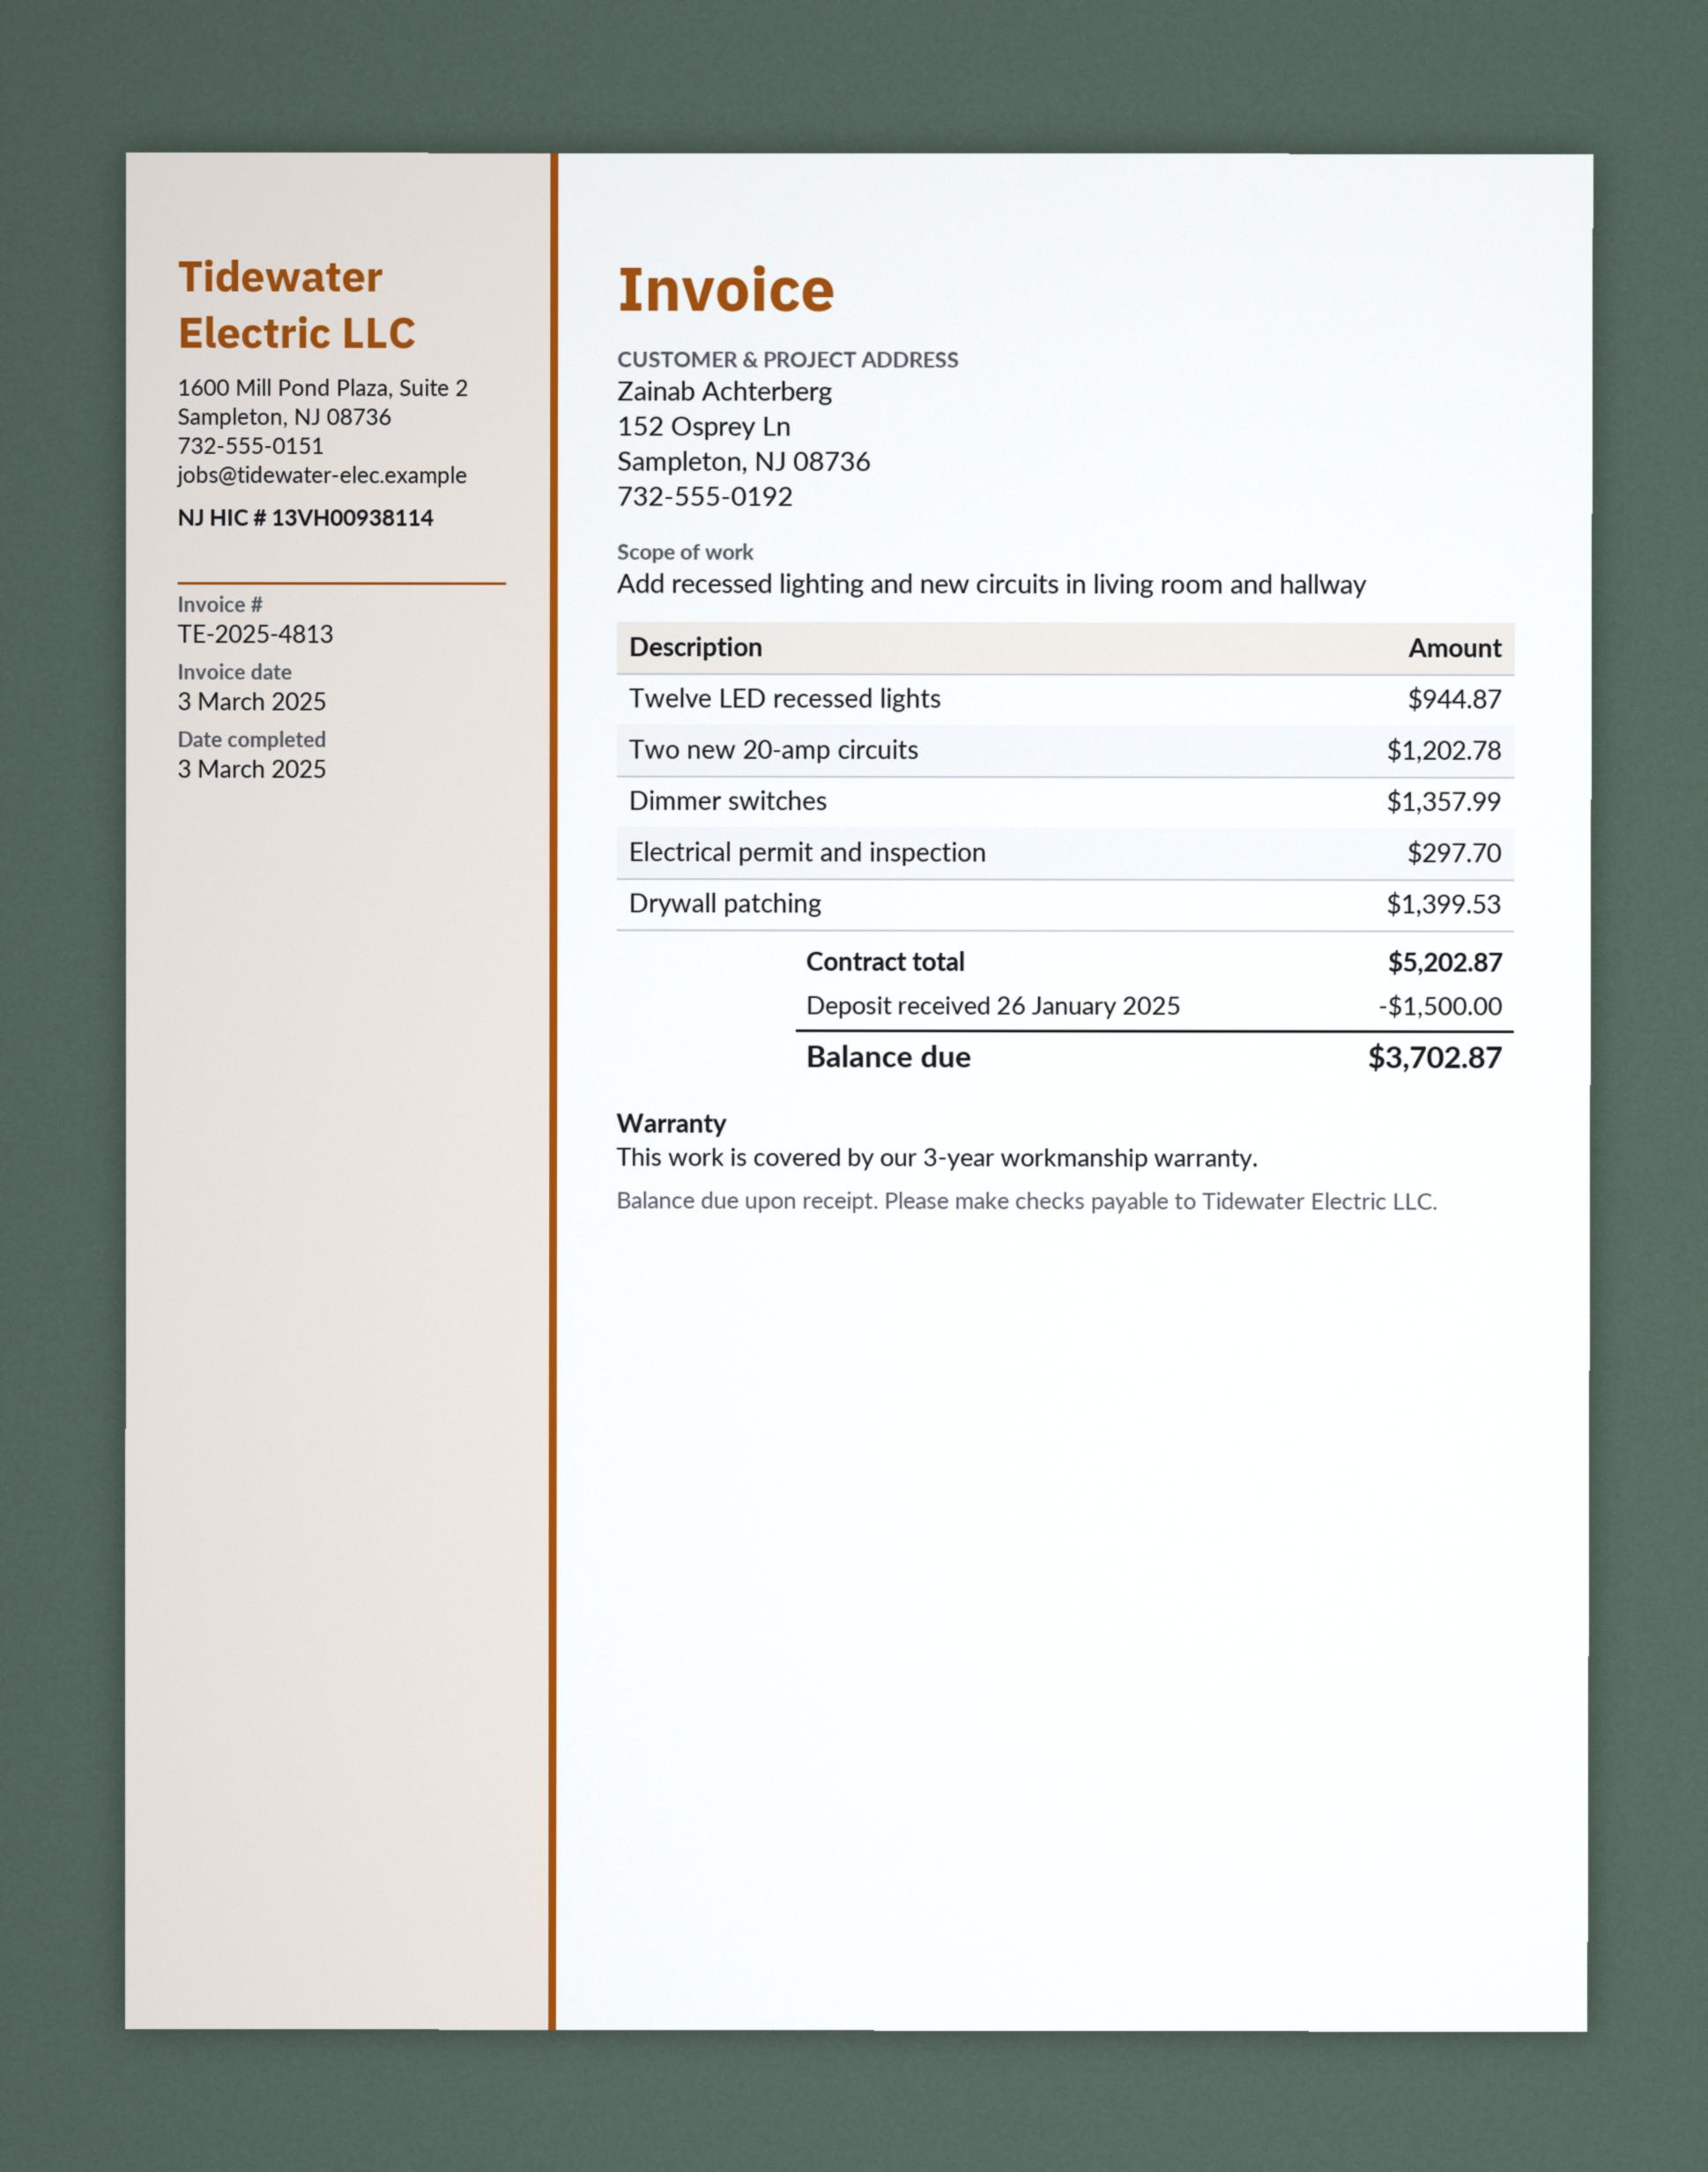 Tidewater
Electric LLC
1600 Mill Pond Plaza, Suite 2
Sampleton, NJ 08736
732-555-0151
jobs@tidewater-elec.example
NJ HIC # 13VH00938114
Invoice #
TE-2025-4813
Invoice date
3 March 2025
Date completed
3 March 2025
Invoice
CUSTOMER & PROJECT ADDRESS
Zainab Achterberg
152 Osprey Ln
Sampleton, NJ 08736
732-555-0192
Scope of work
Add recessed lighting and new circuits in living room and hallway
Description Amount
Twelve LED recessed lights $944.87
Two new 20-amp circuits $1,202.78
Dimmer switches $1,357.99
Electrical permit and inspection $297.70
Drywall patching $1,399.53
Contract total $5,202.87
Deposit received 26 January 2025 -$1,500.00
Balance due $3,702.87
Warranty
This work is covered by our 3-year workmanship warranty.
Balance due upon receipt. Please make checks payable to Tidewater Electric LLC.